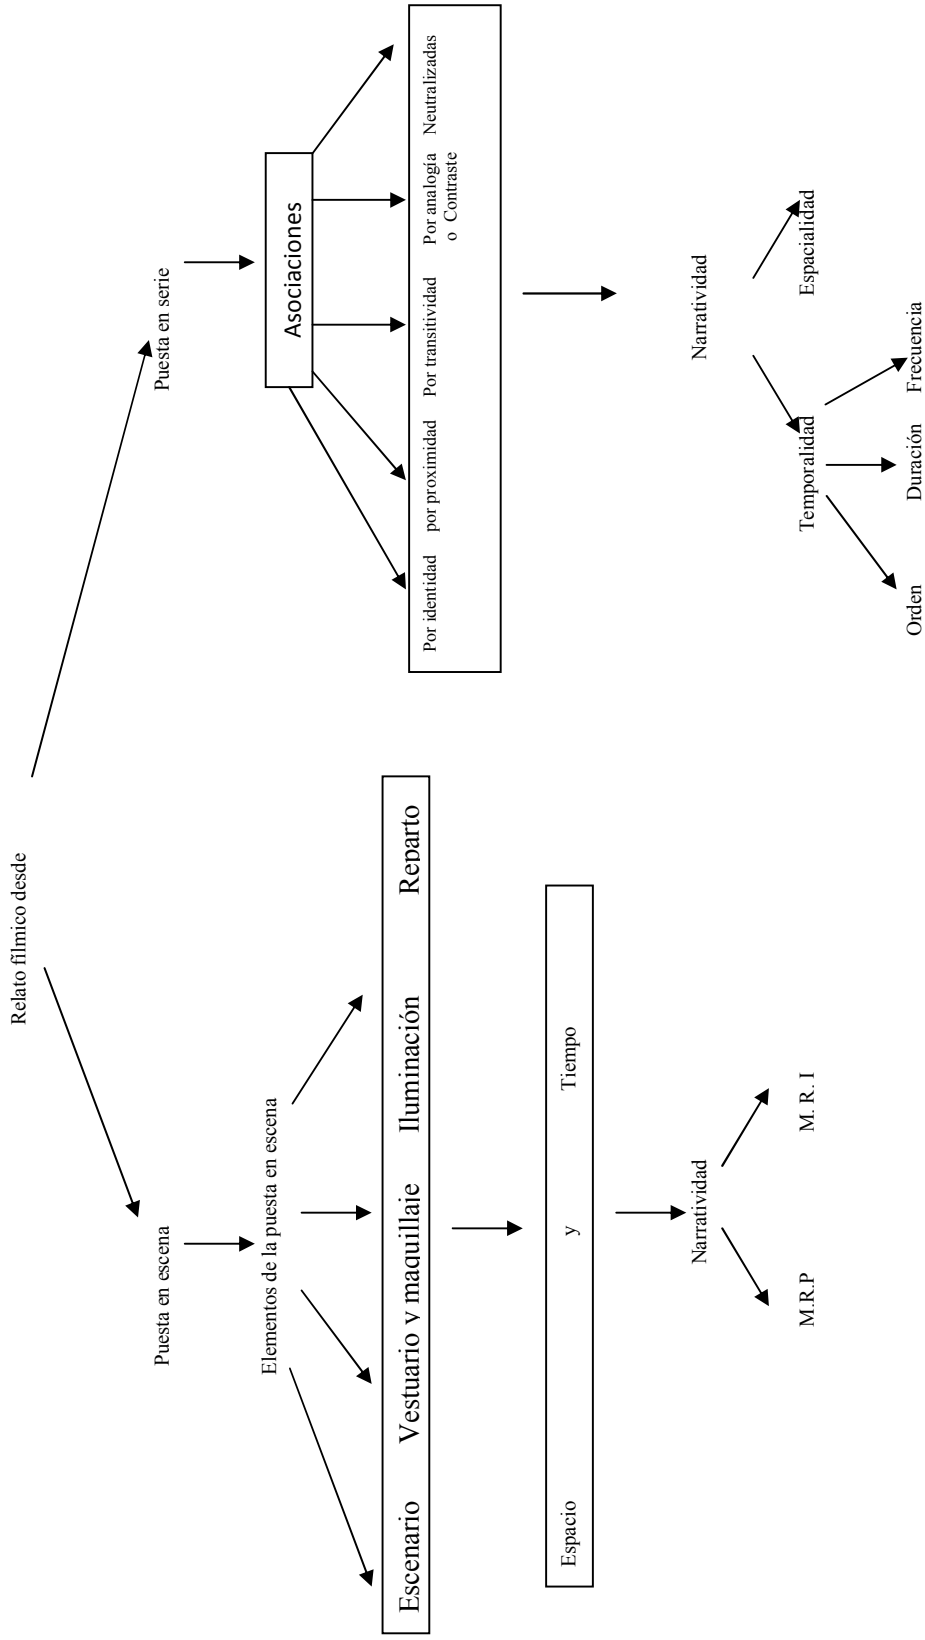 Relato fílmico desde
Puesta en escena
Puesta en serie
Elementos de la puesta en escena
Asociaciones
Escenario Vestuario y maquillaje Iluminación Reparto
Por identidad por proximidad Por transitividad Por analogía Neutralizadas
o Contraste
Espacio y Tiempo
Narratividad
Narratividad
M.R.P M. R. I
Temporalidad Espacialidad
Orden Duración Frecuencia